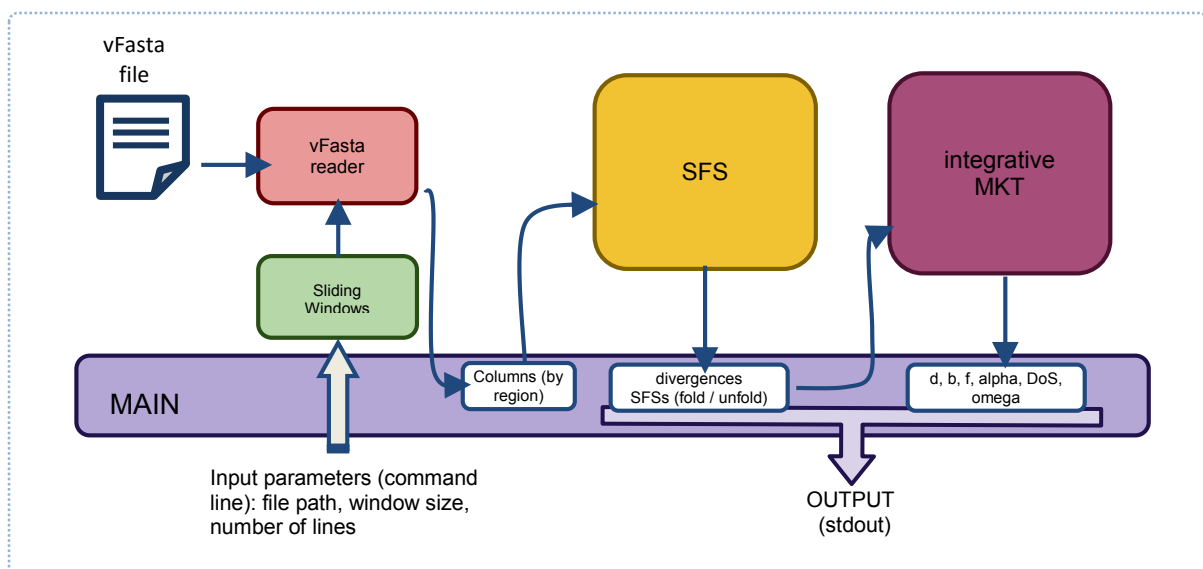 vFasta
file
vFasta
reader
SFS
integrative
MKT
Sliding
Windows
MAIN
Columns (by
region)
divergences
SFSs (fold / unfold)
d, b, f, alpha, DoS,
omega
Input parameters (command
line): file path, window size,
number of lines
OUTPUT
(stdout)